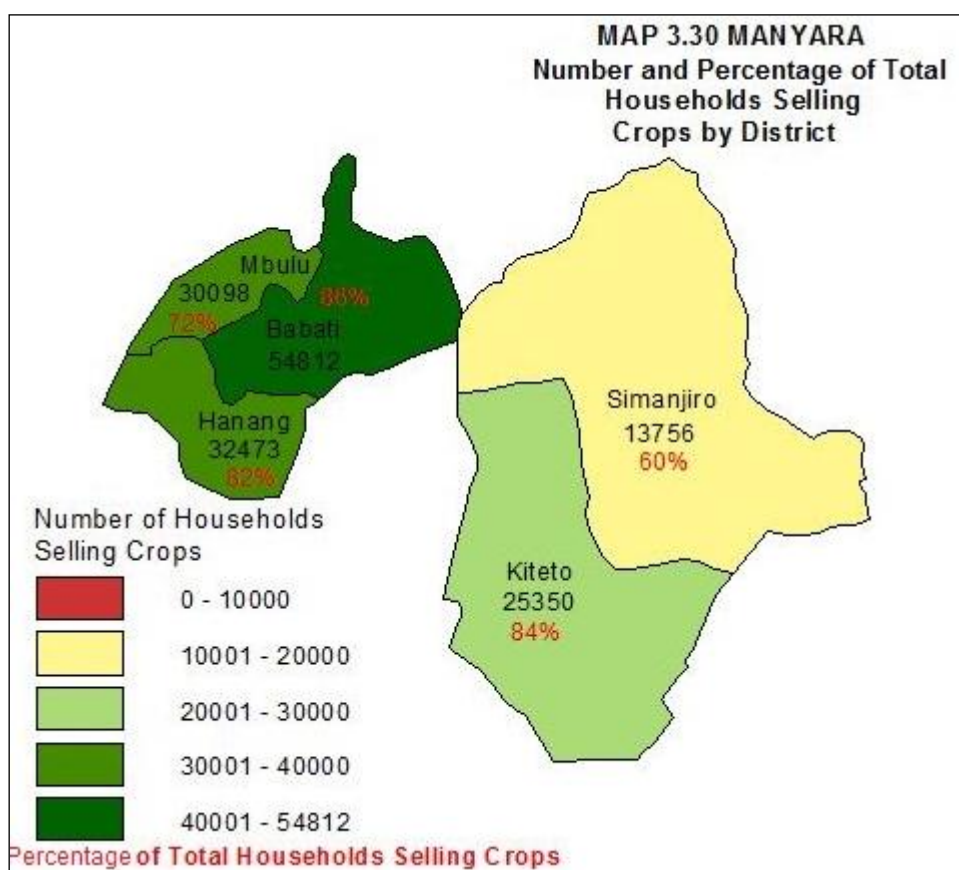 MAP 3.30 MANYARA
Number and Percentage of Total
Households Selling
Crops by District
Mbulu
30098
72%
86%
Babati
54812
Hanang
32473
82%
Simanjiro
13756
60%
Kiteto
25350
84%
Number of Households
Selling Crops
0 - 10000
10001 - 20000
20001 - 30000
30001 - 40000
40001 - 54812
Percentage of Total Households Selling Crops